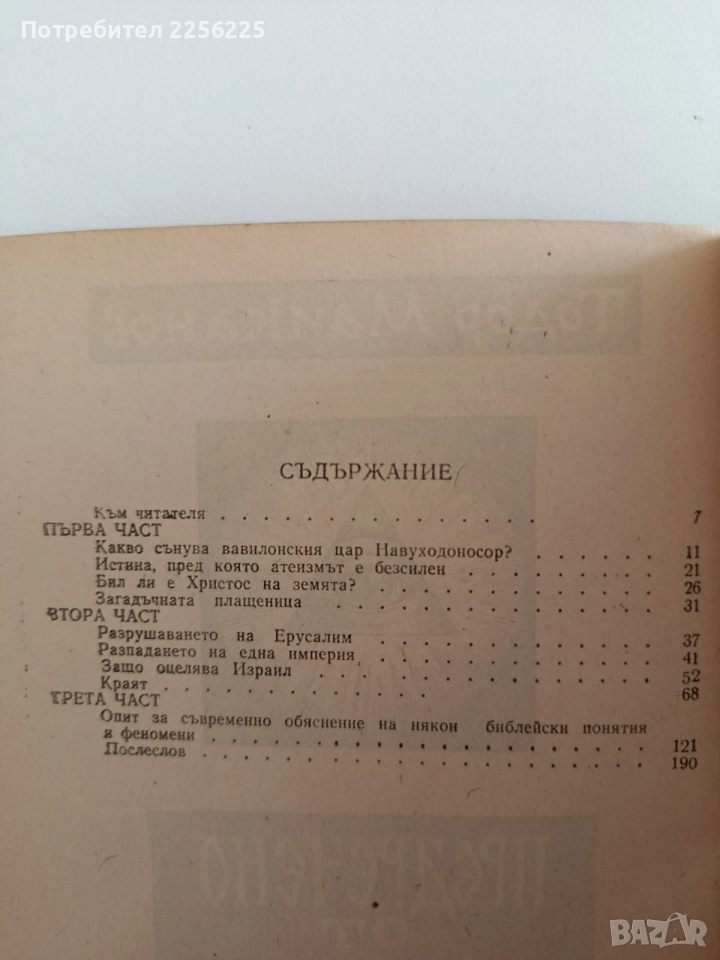 Потребител 2256225
Тодор
СЪДЪРЖАНИЕ
Към читателя . . . . . . . . . . . . . . 7
ПЪРВА ЧАСТ
Какво сънува вавилонския цар Навуходоносор? . . . . . . 11
Истина, пред която атеизмът е безсилен . . . . . . . . . 21
Бил ли е Христос на земята? . . . . . . . . . . . . 26
Загадъчната плащеница . . . . . . . . . . . . . . 31
ВТОРА ЧАСТ
Разрушаването на Ерусалим . . . . . . . . . . . . 37
Разпадането на една империя . . . . . . . . . . . . 41
Защо оцелява Израил . . . . . . . . . . . . . . 52
Краят . . . . . . . . . . . . . 68
ТРЕТА ЧАСТ
Опит за съвременно обяснение на някои библейски понятия
и феномени . . . . . . . . . . . . . . . . . . 121
Послеслов . . . . . . . . . . . . . . . . . . 190
ПРЕДРЕЧЕНО
BAZAR